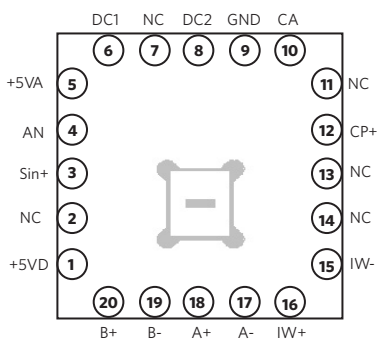 DC1 NC DC2 GND CA
6 7 8 9 10
+5VA 5 11 NC
AN 4 12 CP+
Sin+ 3 13 NC
NC 2 14 NC
+5VD 1 15 IW-
20 19 18 17 16
B+ B- A+ A- IW+